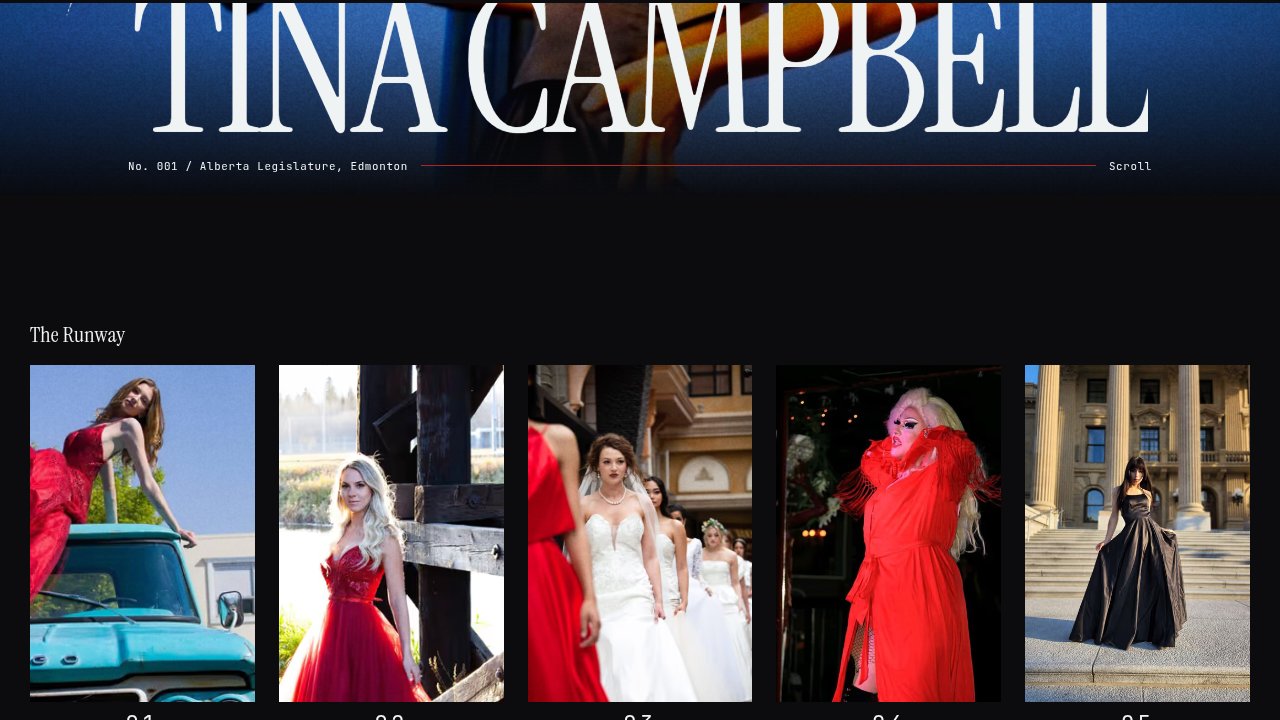 TINA CAMPBELL
No. 001 / Alberta Legislature, Edmonton
Scroll
The Runway